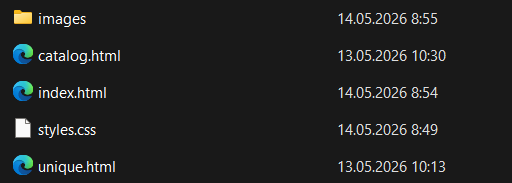 images 14.05.2026 8:55
catalog.html 13.05.2026 10:30
index.html 14.05.2026 8:54
styles.css 14.05.2026 8:49
unique.html 13.05.2026 10:13